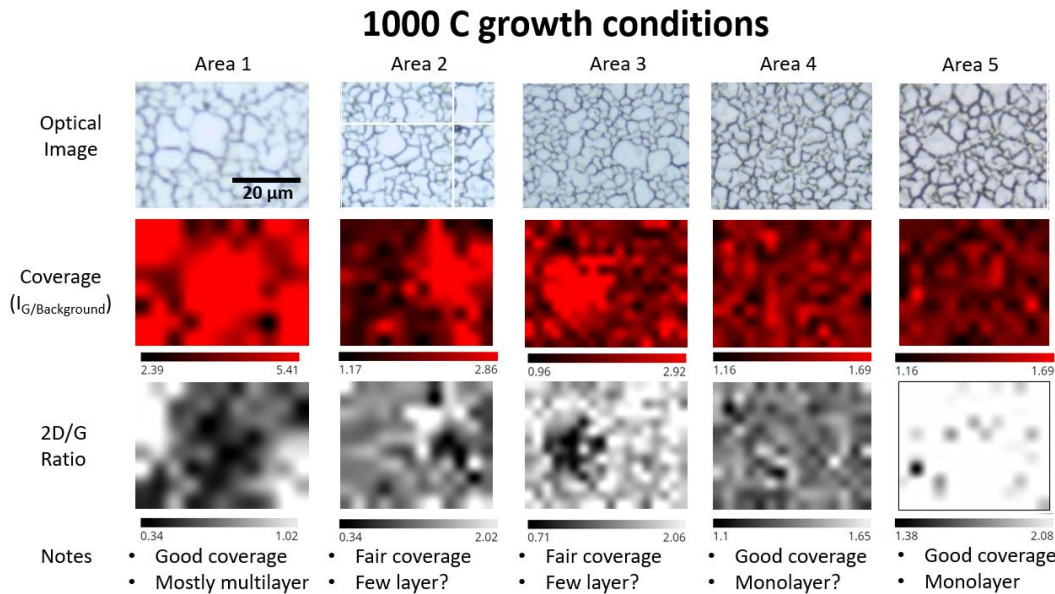 1000 C growth conditions
Area 1 Area 2 Area 3 Area 4 Area 5
Optical
Image
20 µm
Coverage
(I_G/Background)
2.39 5.41 1.17 2.86 0.96 2.92 1.16 1.69 1.16 1.69
2D/G
Ratio
0.34 1.02 0.34 2.02 0.71 2.06 1.1 1.65 1.38 2.08
Notes • Good coverage • Fair coverage • Fair coverage • Good coverage • Good coverage
• Mostly multilayer • Few layer? • Few layer? • Monolayer? • Monolayer